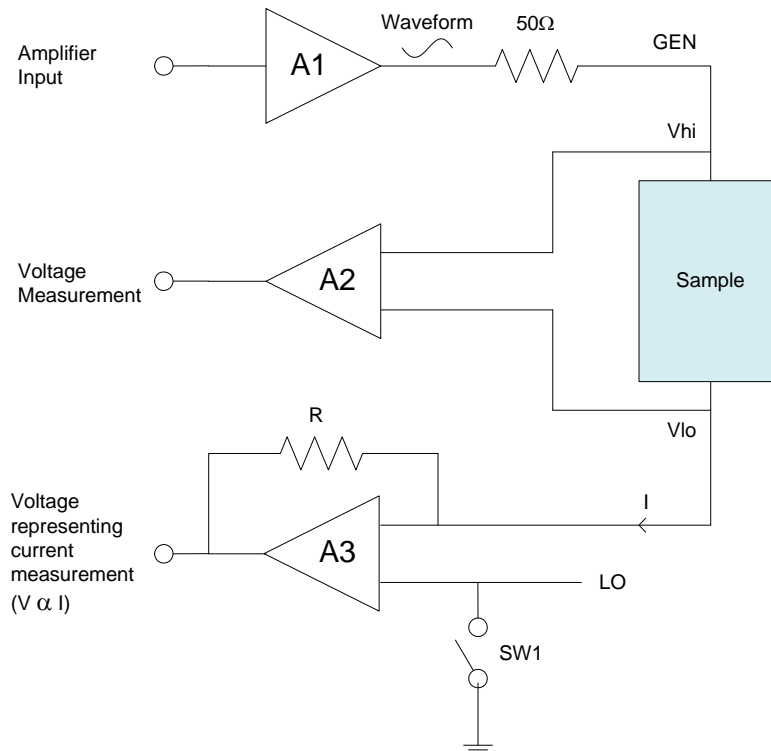 Waveform
50Ω
GEN
Amplifier
Input
A1
Vhi
Voltage
Measurement
A2
Sample
R
Vlo
Voltage
representing
current
measurement
(V α I)
A3
I
LO
SW1